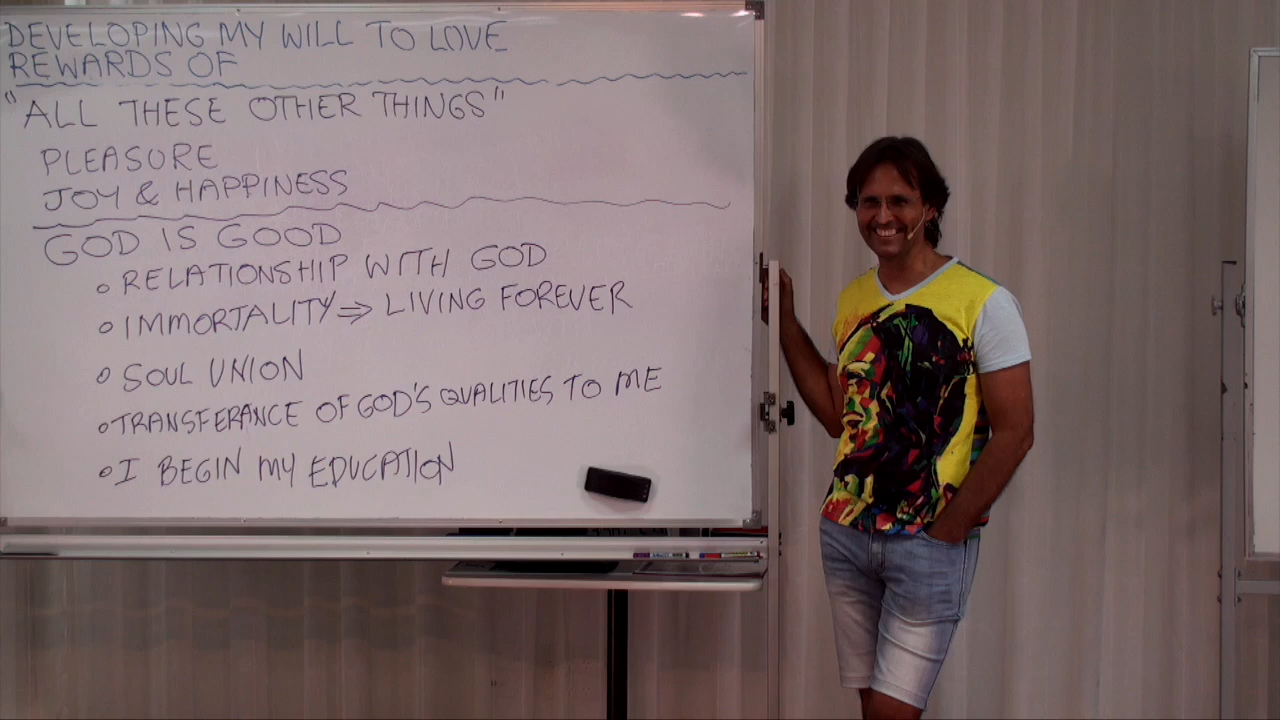 DEVELOPING MY WILL TO LOVE
REWARDS OF
"ALL THESE OTHER THINGS"
PLEASURE
JOY & HAPPINESS
GOD IS GOOD
• RELATIONSHIP WITH GOD
• IMMORTALITY ⇒ LIVING FOREVER
• SOUL UNION
• TRANSFERANCE OF GOD'S QUALITIES TO ME
• I BEGIN MY EDUCATION